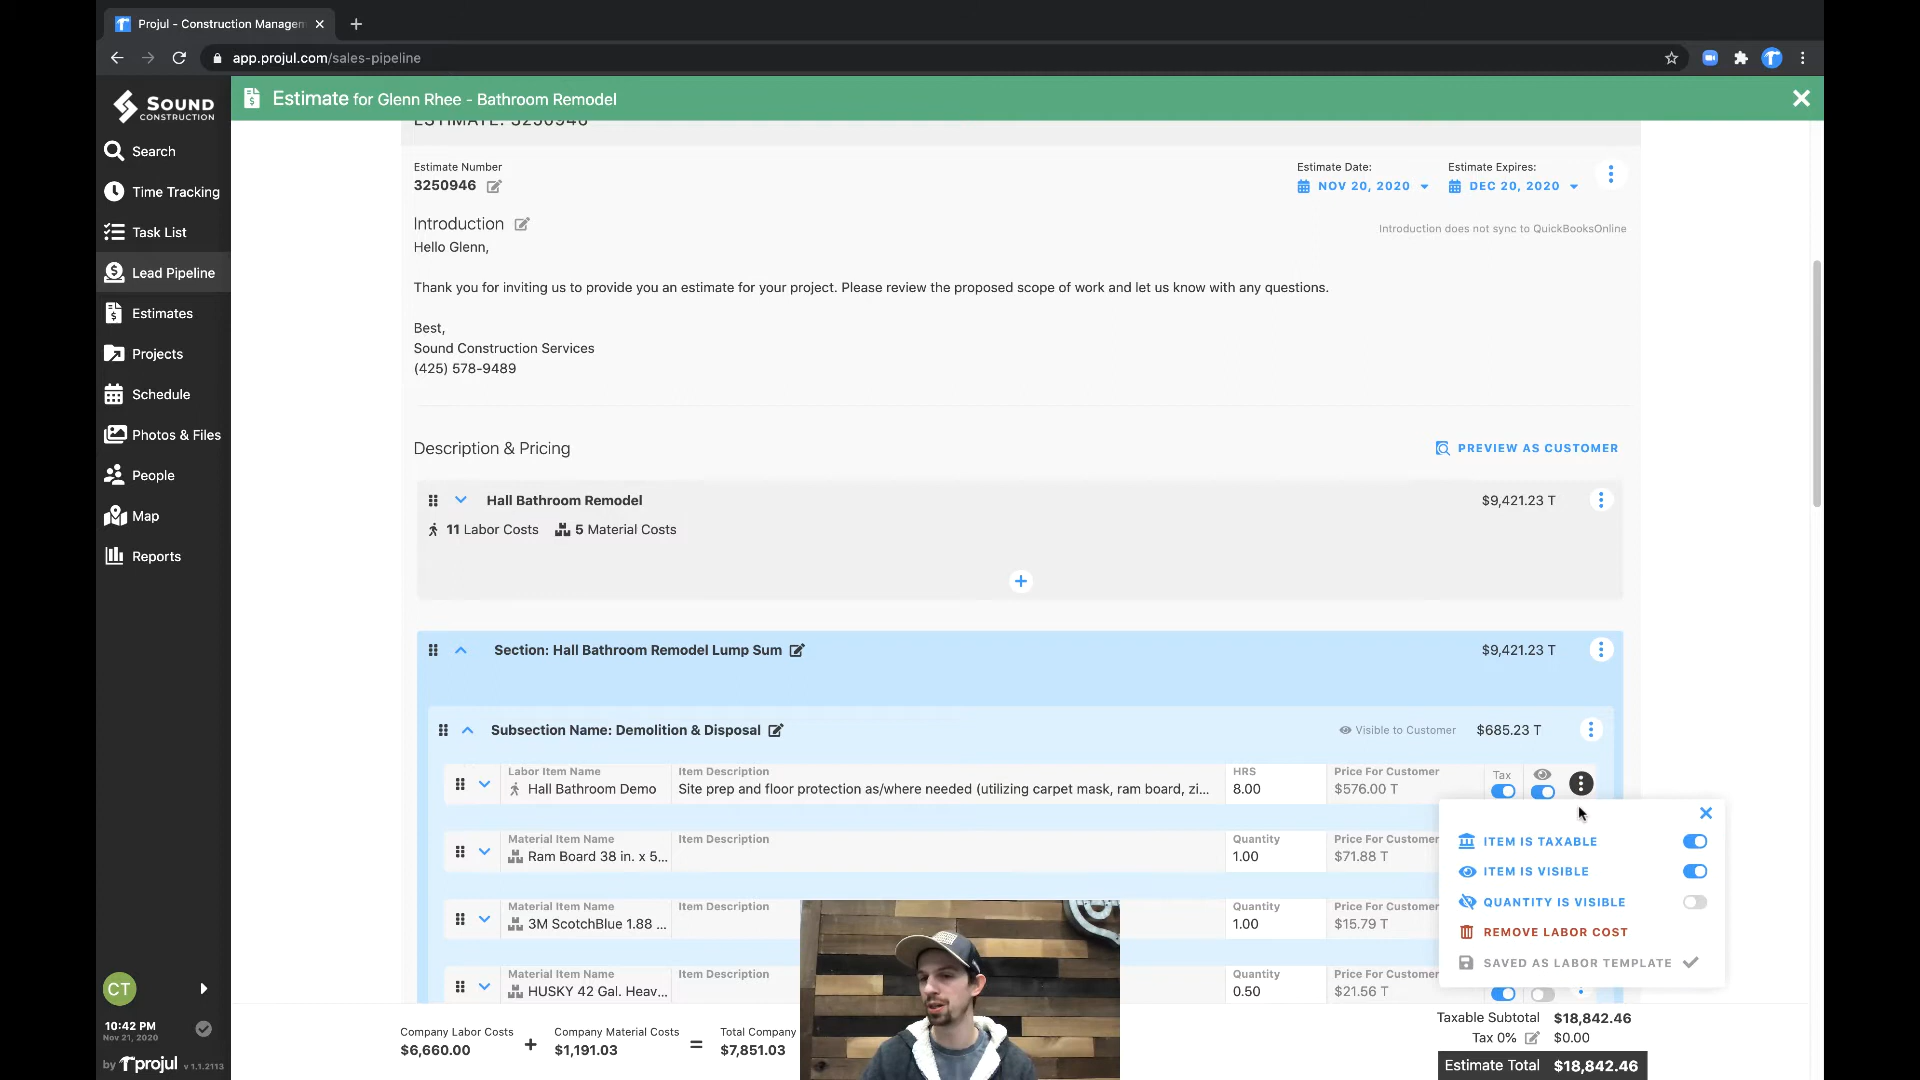 Projul - Construction Managem
app.projul.com/sales-pipeline
SOUND
CONSTRUCTION
Estimate for Glenn Rhee - Bathroom Remodel
ESTIMATE: 3250946
Search
Time Tracking
Task List
Lead Pipeline
Estimates
Projects
Schedule
Photos & Files
People
Map
Reports
CT
10:42 PM
Nov 21, 2020
by projul v 1.1.2113
Estimate Number
3250946
Estimate Date:
NOV 20, 2020
Estimate Expires:
DEC 20, 2020
Introduction
Introduction does not sync to QuickBooksOnline
Hello Glenn,
Thank you for inviting us to provide you an estimate for your project. Please review the proposed scope of work and let us know with any questions.
Best,
Sound Construction Services
(425) 578-9489
Description & Pricing
PREVIEW AS CUSTOMER
Hall Bathroom Remodel $9,421.23 T
11 Labor Costs 5 Material Costs
Section: Hall Bathroom Remodel Lump Sum $9,421.23 T
Subsection Name: Demolition & Disposal Visible to Customer $685.23 T
Labor Item Name Item Description HRS Price For Customer Tax
Hall Bathroom Demo Site prep and floor protection as/where needed (utilizing carpet mask, ram board, zi... 8.00 $576.00 T
Material Item Name Item Description Quantity Price For Customer
Ram Board 38 in. x 5... 1.00 $71.88 T
Material Item Name Item Description Quantity Price For Customer
3M ScotchBlue 1.88 ... 1.00 $15.79 T
Material Item Name Item Description Quantity Price For Customer
HUSKY 42 Gal. Heav... 0.50 $21.56 T
ITEM IS TAXABLE
ITEM IS VISIBLE
QUANTITY IS VISIBLE
REMOVE LABOR COST
SAVED AS LABOR TEMPLATE
Company Labor Costs
$6,660.00
+
Company Material Costs
$1,191.03
=
Total Company
$7,851.03
Taxable Subtotal $18,842.46
Tax 0% $0.00
Estimate Total $18,842.46